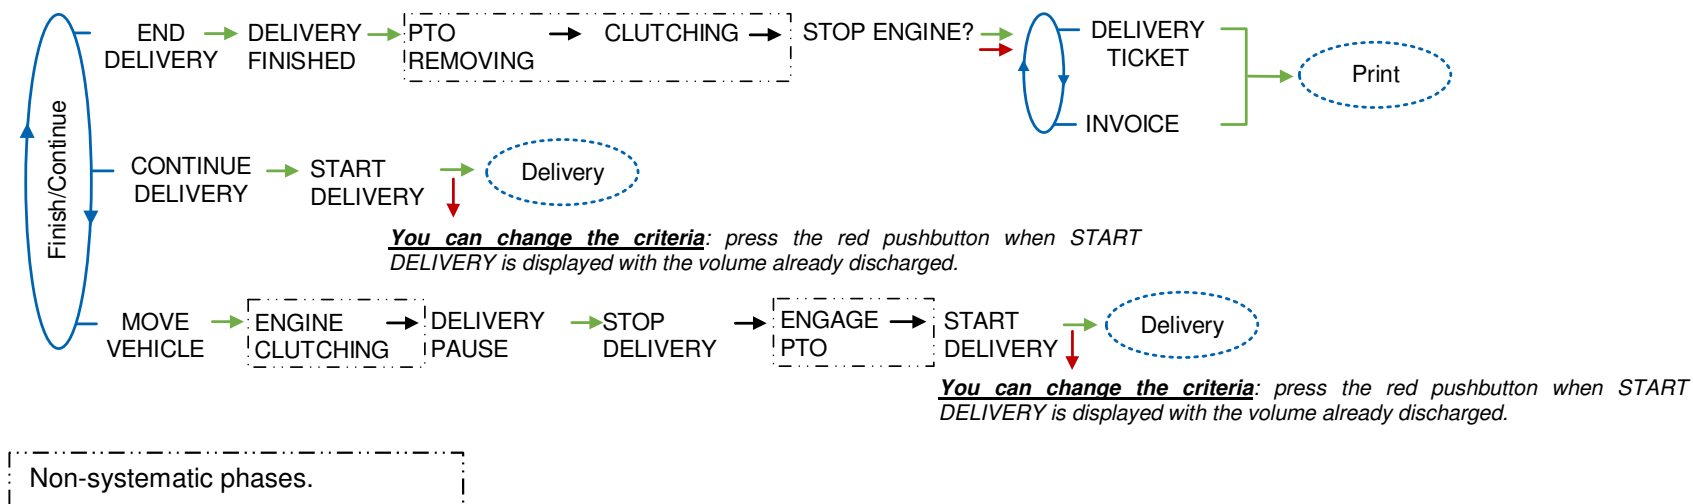 Finish/Continue
END DELIVERY
DELIVERY FINISHED
PTO REMOVING
CLUTCHING
STOP ENGINE?
DELIVERY TICKET
INVOICE
Print
CONTINUE DELIVERY
START DELIVERY
Delivery
You can change the criteria: press the red pushbutton when START
DELIVERY is displayed with the volume already discharged.
MOVE VEHICLE
ENGINE CLUTCHING
DELIVERY PAUSE
STOP DELIVERY
ENGAGE PTO
START DELIVERY
Delivery
You can change the criteria: press the red pushbutton when START
DELIVERY is displayed with the volume already discharged.
Non-systematic phases.